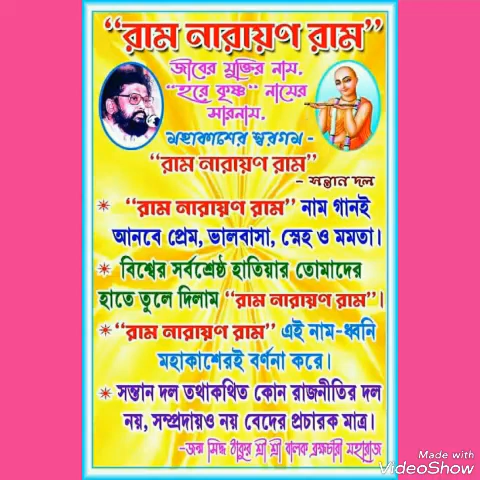 “রাম নারায়ণ রাম”
জীবের মুক্তির নাম.
“হরে কৃষ্ণ“ নামের
সারনাম.
মহাকাশের স্বরগম -
“রাম নারায়ণ রাম”
- সন্তান দল
* “রাম নারায়ণ রাম” নাম গানই
আনবে প্রেম, ভালবাসা, স্নেহ ও মমতা।
* বিশ্বের সর্বশ্রেষ্ঠ হাতিয়ার তোমাদের
হাতে তুলে দিলাম “রাম নারায়ণ রাম”।
* “রাম নারায়ণ রাম” এই নাম-ধ্বনি
মহাকাশেরই বর্ণনা করে।
* সন্তান দল তথাকথিত কোন রাজনীতির দল
নয়, সম্প্রদায়ও নয় বেদের প্রচারক মাত্র।
-জন্ম সিদ্ধ ঠাকুর শ্রী শ্রী বালক ব্রহ্মচারী মহারাজ
Made with
VideoShow